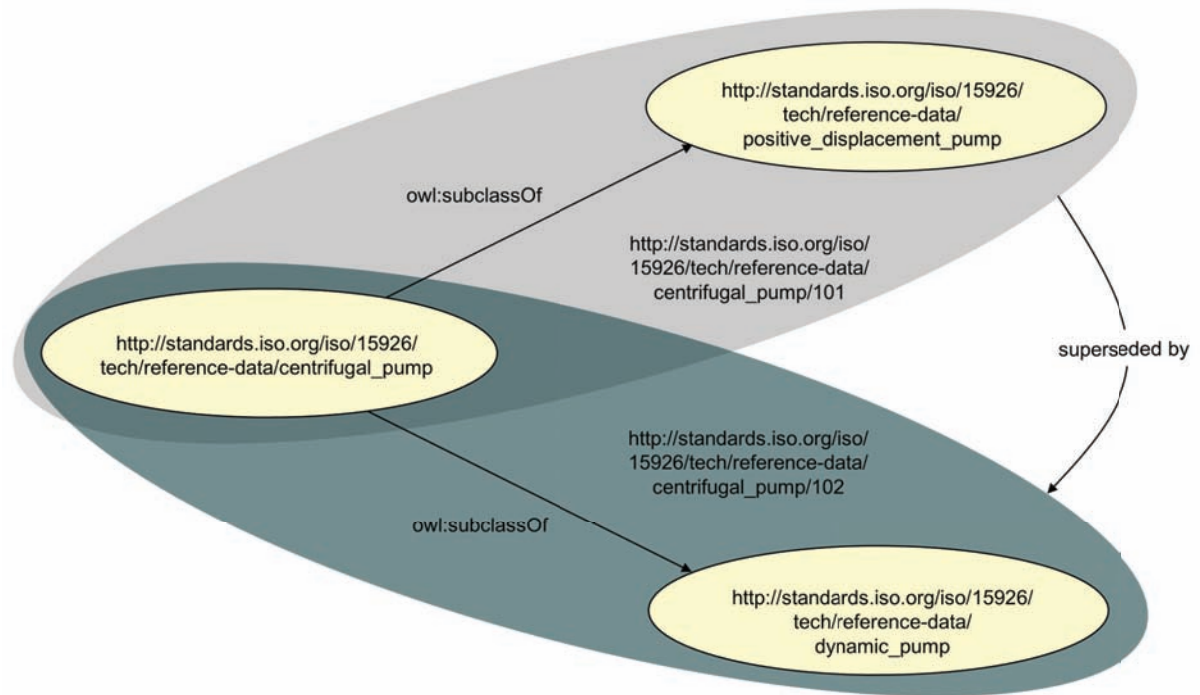 http://standards.iso.org/iso/15926/
tech/reference-data/
positive_displacement_pump
owl:subclassOf
http://standards.iso.org/iso/
15926/tech/reference-data/
centrifugal_pump/101
http://standards.iso.org/iso/15926/
tech/reference-data/centrifugal_pump
superseded by
http://standards.iso.org/iso/
15926/tech/reference-data/
centrifugal_pump/102
owl:subclassOf
http://standards.iso.org/iso/15926/
tech/reference-data/
dynamic_pump